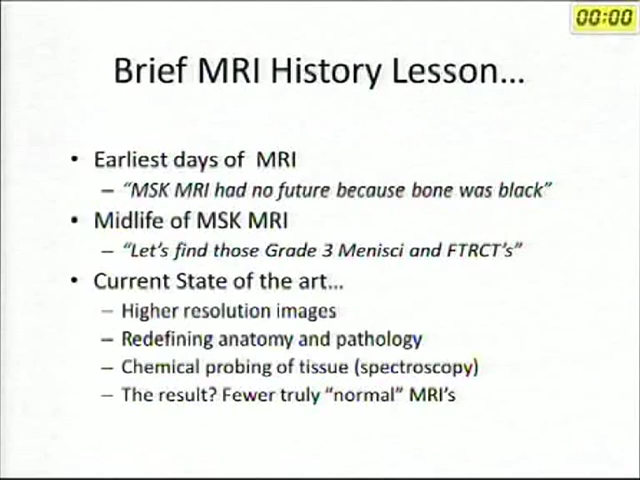 00:00
Brief MRI History Lesson...
• Earliest days of MRI
– “MSK MRI had no future because bone was black”
• Midlife of MSK MRI
– “Let’s find those Grade 3 Menisci and FTRCT’s”
• Current State of the art…
– Higher resolution images
– Redefining anatomy and pathology
– Chemical probing of tissue (spectroscopy)
– The result? Fewer truly “normal” MRI’s